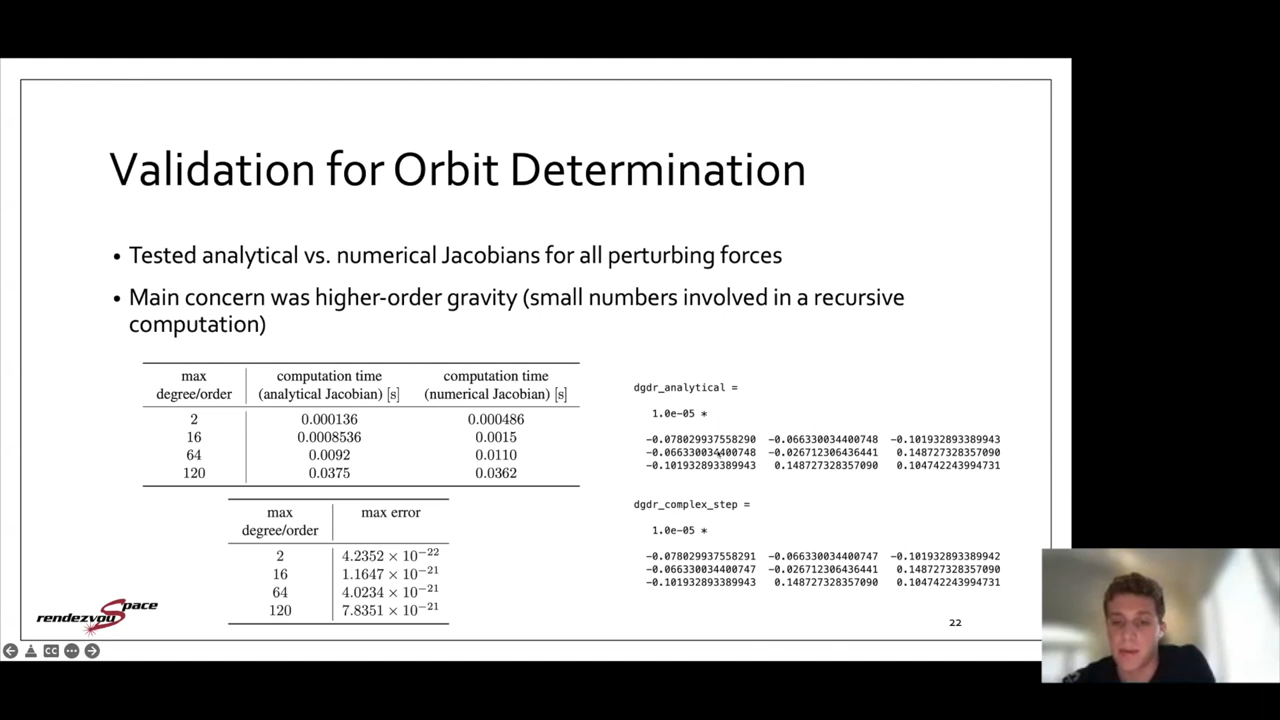 Validation for Orbit Determination
• Tested analytical vs. numerical Jacobians for all perturbing forces
• Main concern was higher-order gravity (small numbers involved in a recursive
computation)
max computation time computation time
degree/order (analytical Jacobian) [s] (numerical Jacobian) [s]
2 0.000136 0.000486
16 0.0008536 0.0015
64 0.0092 0.0110
120 0.0375 0.0362
max max error
degree/order
2 4.2352 × 10⁻²²
16 1.1647 × 10⁻²¹
64 4.0234 × 10⁻²¹
120 7.8351 × 10⁻²¹
dgdr_analytical =
1.0e-05 *
-0.078029937558290 -0.066330034400748 -0.101932893389943
-0.066330034400748 -0.026712306436441 0.148727328357090
-0.101932893389943 0.148727328357090 0.104742243994731
dgdr_complex_step =
1.0e-05 *
-0.078029937558291 -0.066330034400747 -0.101932893389942
-0.066330034400747 -0.026712306436441 0.148727328357090
-0.101932893389943 0.148727328357090 0.104742243994731
rendezvouSpace
22
CC